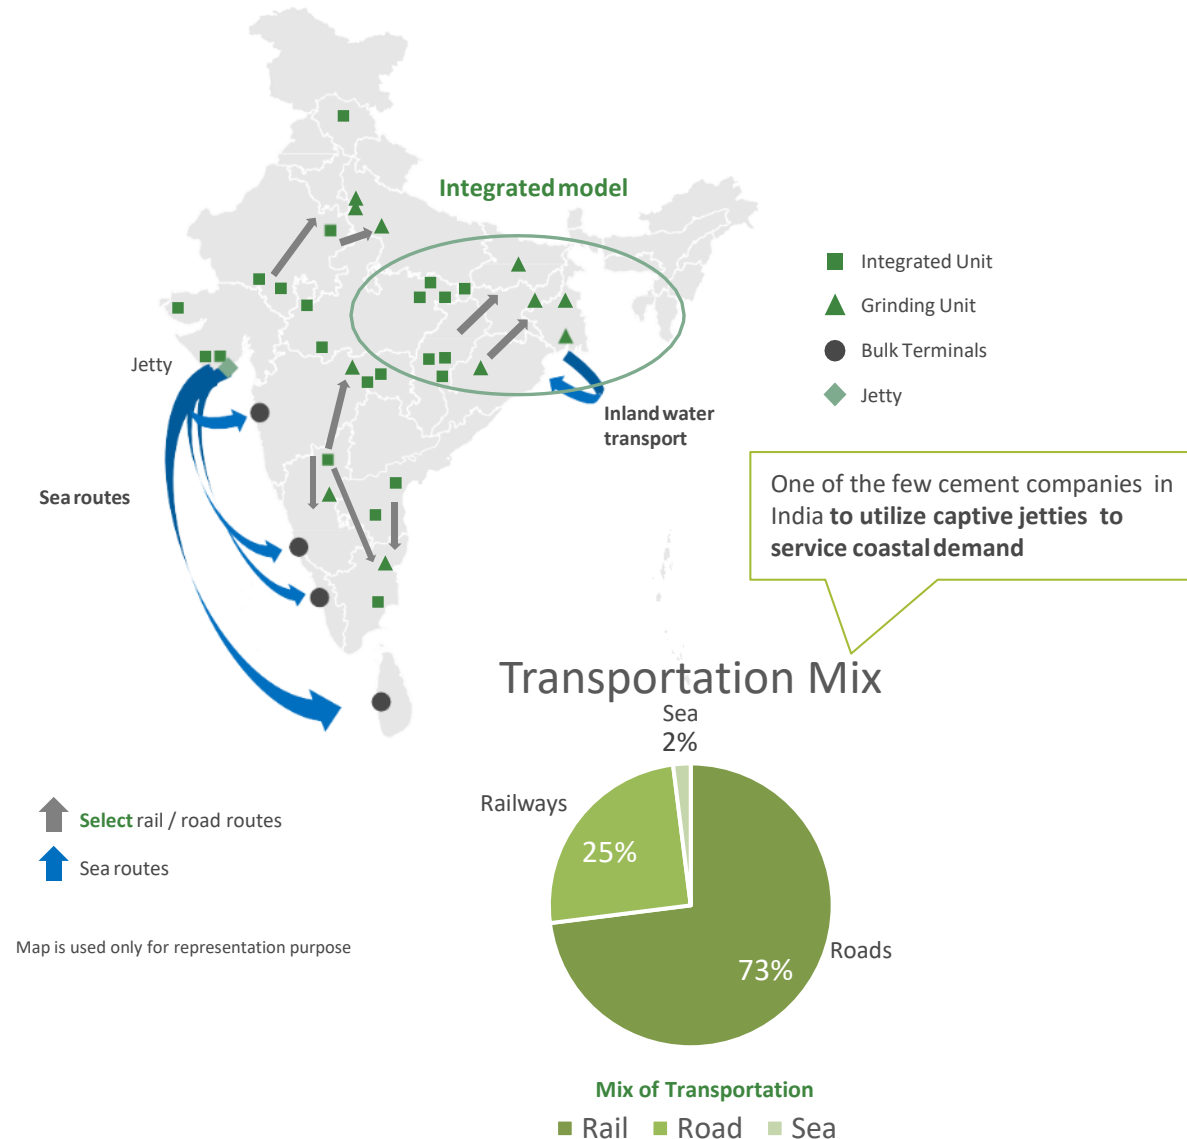 Integrated model
Integrated Unit
Grinding Unit
Bulk Terminals
Jetty
Jetty
Inland water
transport
Sea routes
One of the few cement companies in
India to utilize captive jetties to
service coastal demand
Transportation Mix
Sea
2%
Railways
25%
73%
Roads
Select rail / road routes
Sea routes
Map is used only for representation purpose
Mix of Transportation
Rail Road Sea